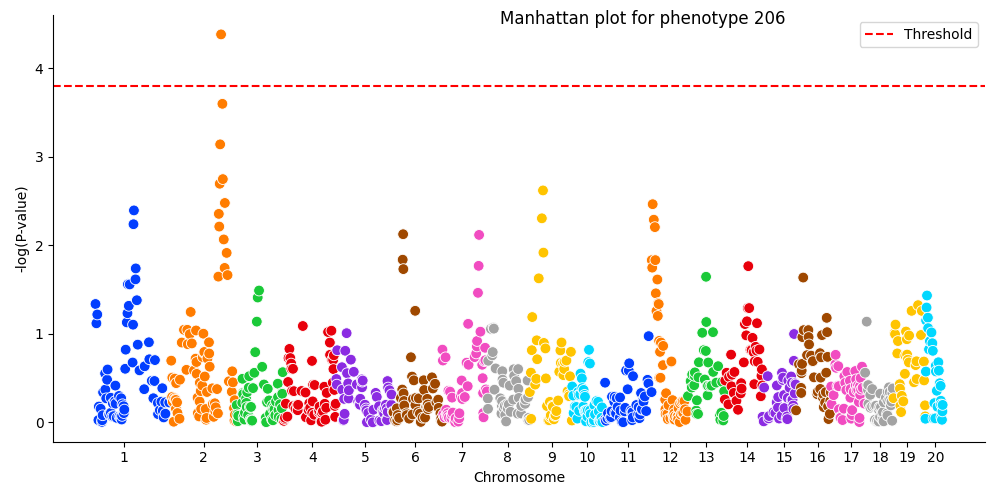 Manhattan plot for phenotype 206
Threshold
-log(P-value)
4
3
2
1
0
1 2 3 4 5 6 7 8 9 10 11 12 13 14 15 16 17 18 19 20
Chromosome